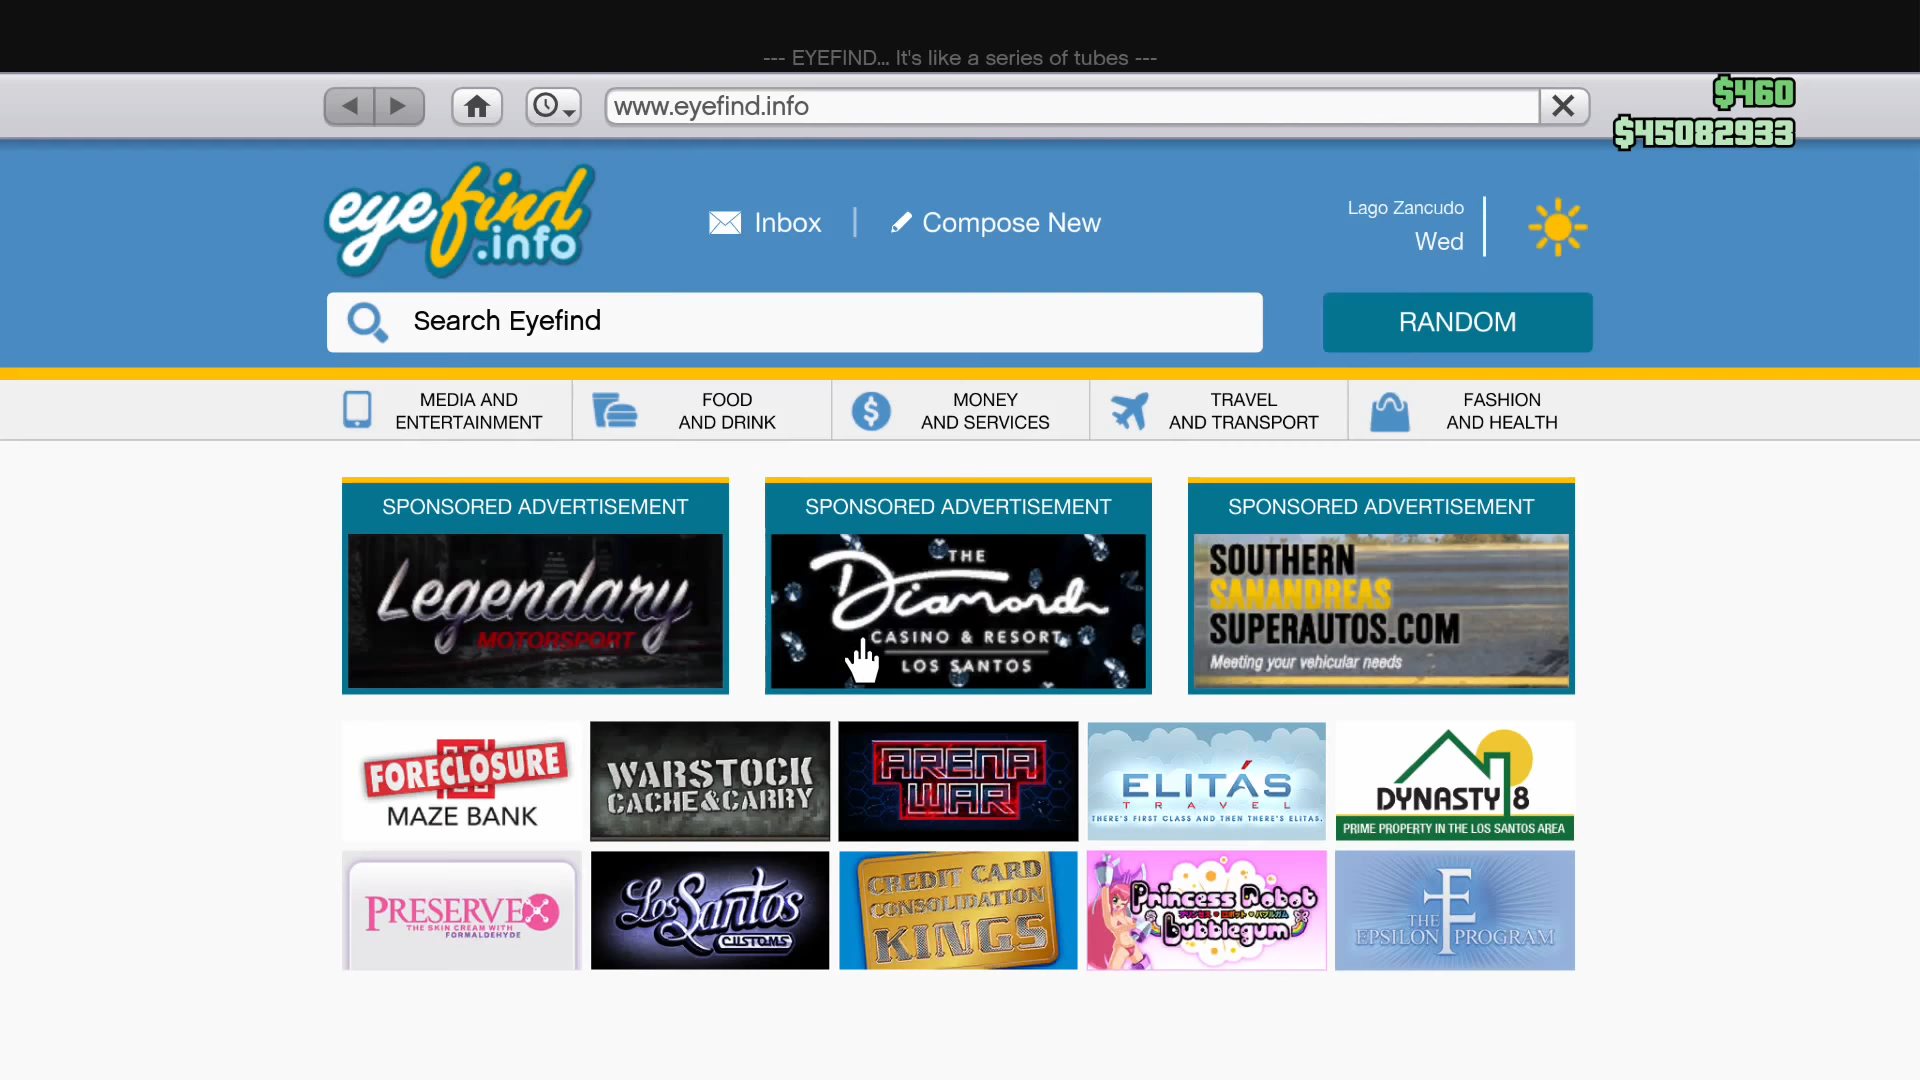 --- EYEFIND... It's like a series of tubes ---
www.eyefind.info
$460
$45082933
eyefind
.info
Inbox
Compose New
Lago Zancudo
Wed
Search Eyefind
RANDOM
MEDIA AND
ENTERTAINMENT
FOOD
AND DRINK
MONEY
AND SERVICES
TRAVEL
AND TRANSPORT
FASHION
AND HEALTH
SPONSORED ADVERTISEMENT
Legendary
MOTORSPORT
SPONSORED ADVERTISEMENT
THE
Diamond
CASINO & RESORT
LOS SANTOS
SPONSORED ADVERTISEMENT
SOUTHERN
SANANDREAS
SUPERAUTOS.COM
Meeting your vehicular needs
FORECLOSURE
MAZE BANK
WARSTOCK
CACHE&CARRY
ARENA
WAR
ELITÁS
TRAVEL
THERE'S FIRST CLASS AND THEN THERE'S ELITAS.
DYNASTY 8
PRIME PROPERTY IN THE LOS SANTOS AREA
PRESERVEX
THE SKIN CREAM WITH
FORMALDEHYDE
Los Santos
CUSTOMS
CREDIT CARD
CONSOLIDATION
KINGS
Princess Robot
Bubblegum
THE
EPSILON PROGRAM